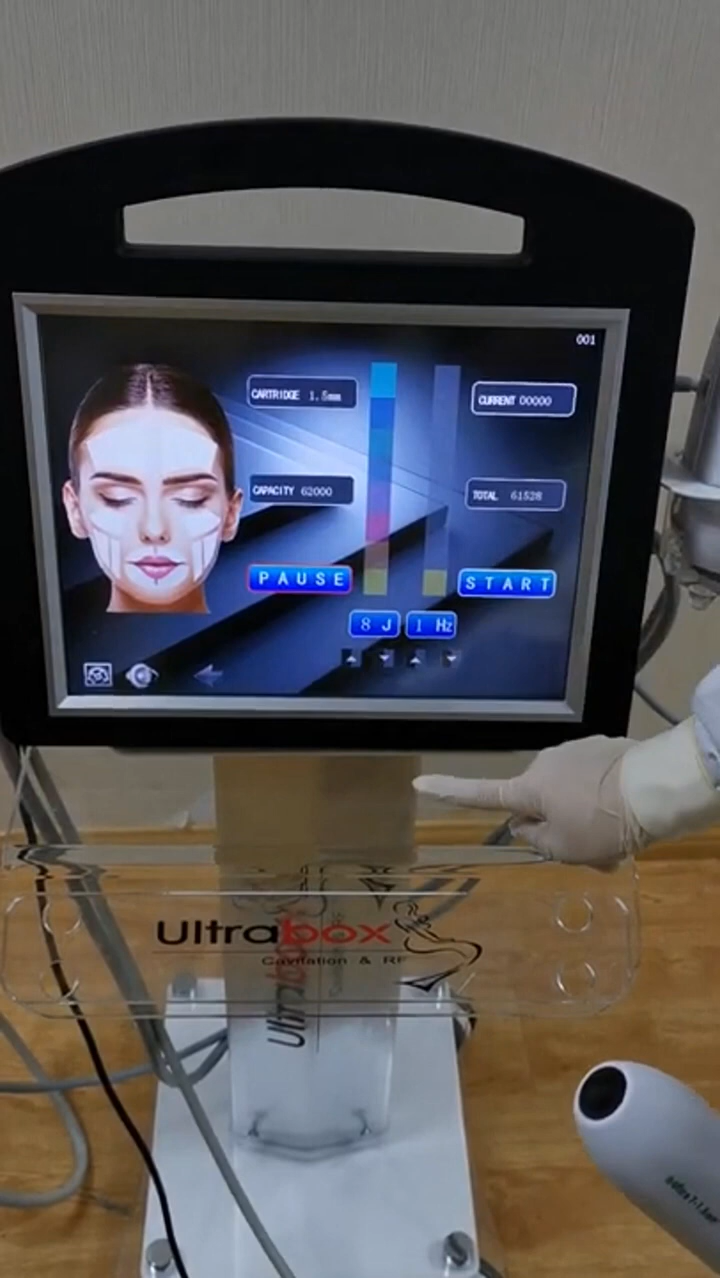 001
CARTRIDGE 1.5mm
CURRENT 00000
CAPACITY 62000
TOTAL 61528
PAUSE
START
8 J
1 Hz
Ultrabox
Cavitation & RF
Ultrabox